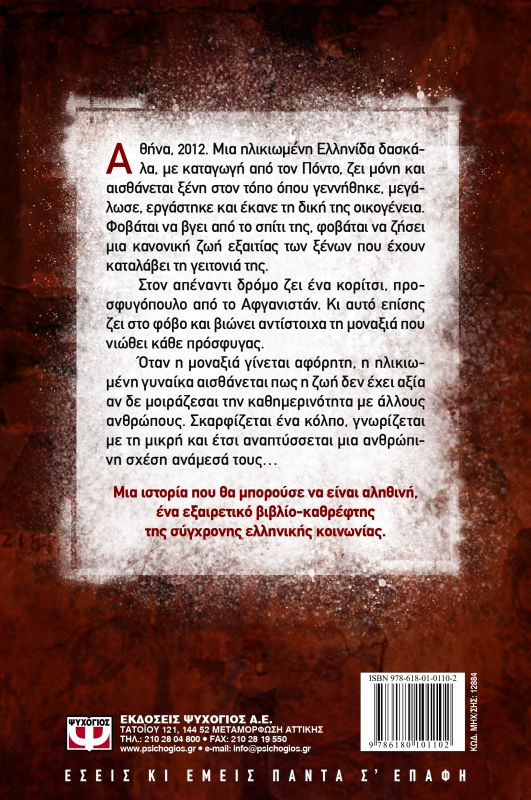 Αθήνα, 2012. Μια ηλικιωμένη Ελληνίδα δασκά-
λα, με καταγωγή από τον Πόντο, ζει μόνη και
αισθάνεται ξένη στον τόπο όπου γεννήθηκε, μεγά-
λωσε, εργάστηκε και έκανε τη δική της οικογένεια.
Φοβάται να βγει από το σπίτι της, φοβάται να ζήσει
μια κανονική ζωή εξαιτίας των ξένων που έχουν
καταλάβει τη γειτονιά της.
Στον απέναντι δρόμο ζει ένα κορίτσι, προ-
σφυγόπουλο από το Αφγανιστάν. Κι αυτό επίσης
ζει στο φόβο και βιώνει αντίστοιχα τη μοναξιά που
νιώθει κάθε πρόσφυγας.
Όταν η μοναξιά γίνεται αφόρητη, η ηλικιω-
μένη γυναίκα αισθάνεται πως η ζωή δεν έχει αξία
αν δε μοιράζεσαι την καθημερινότητα με άλλους
ανθρώπους. Σκαρφίζεται ένα κόλπο, γνωρίζεται
με τη μικρή και έτσι αναπτύσσεται μια ανθρώπι-
νη σχέση ανάμεσά τους...
Μια ιστορία που θα μπορούσε να είναι αληθινή,
ένα εξαιρετικό βιβλίο-καθρέφτης
της σύγχρονης ελληνικής κοινωνίας.
ISBN 978-618-01-0110-2
9 786180 101102
ΚΩΔ. ΜΗΧ/ΣΗΣ: 12884
ΨΥΧΟΓΙΟΣ
ΕΚΔΟΣΕΙΣ ΨΥΧΟΓΙΟΣ Α.Ε.
ΤΑΤΟΪΟΥ 121, 144 52 ΜΕΤΑΜΟΡΦΩΣΗ ΑΤΤΙΚΗΣ
ΤΗΛ.: 210 28 04 800 • FAX: 210 28 19 550
www.psichogios.gr • e-mail: info@psichogios.gr
ΕΣΕΙΣ ΚΙ ΕΜΕΙΣ ΠΑΝΤΑ Σ' ΕΠΑΦΗ